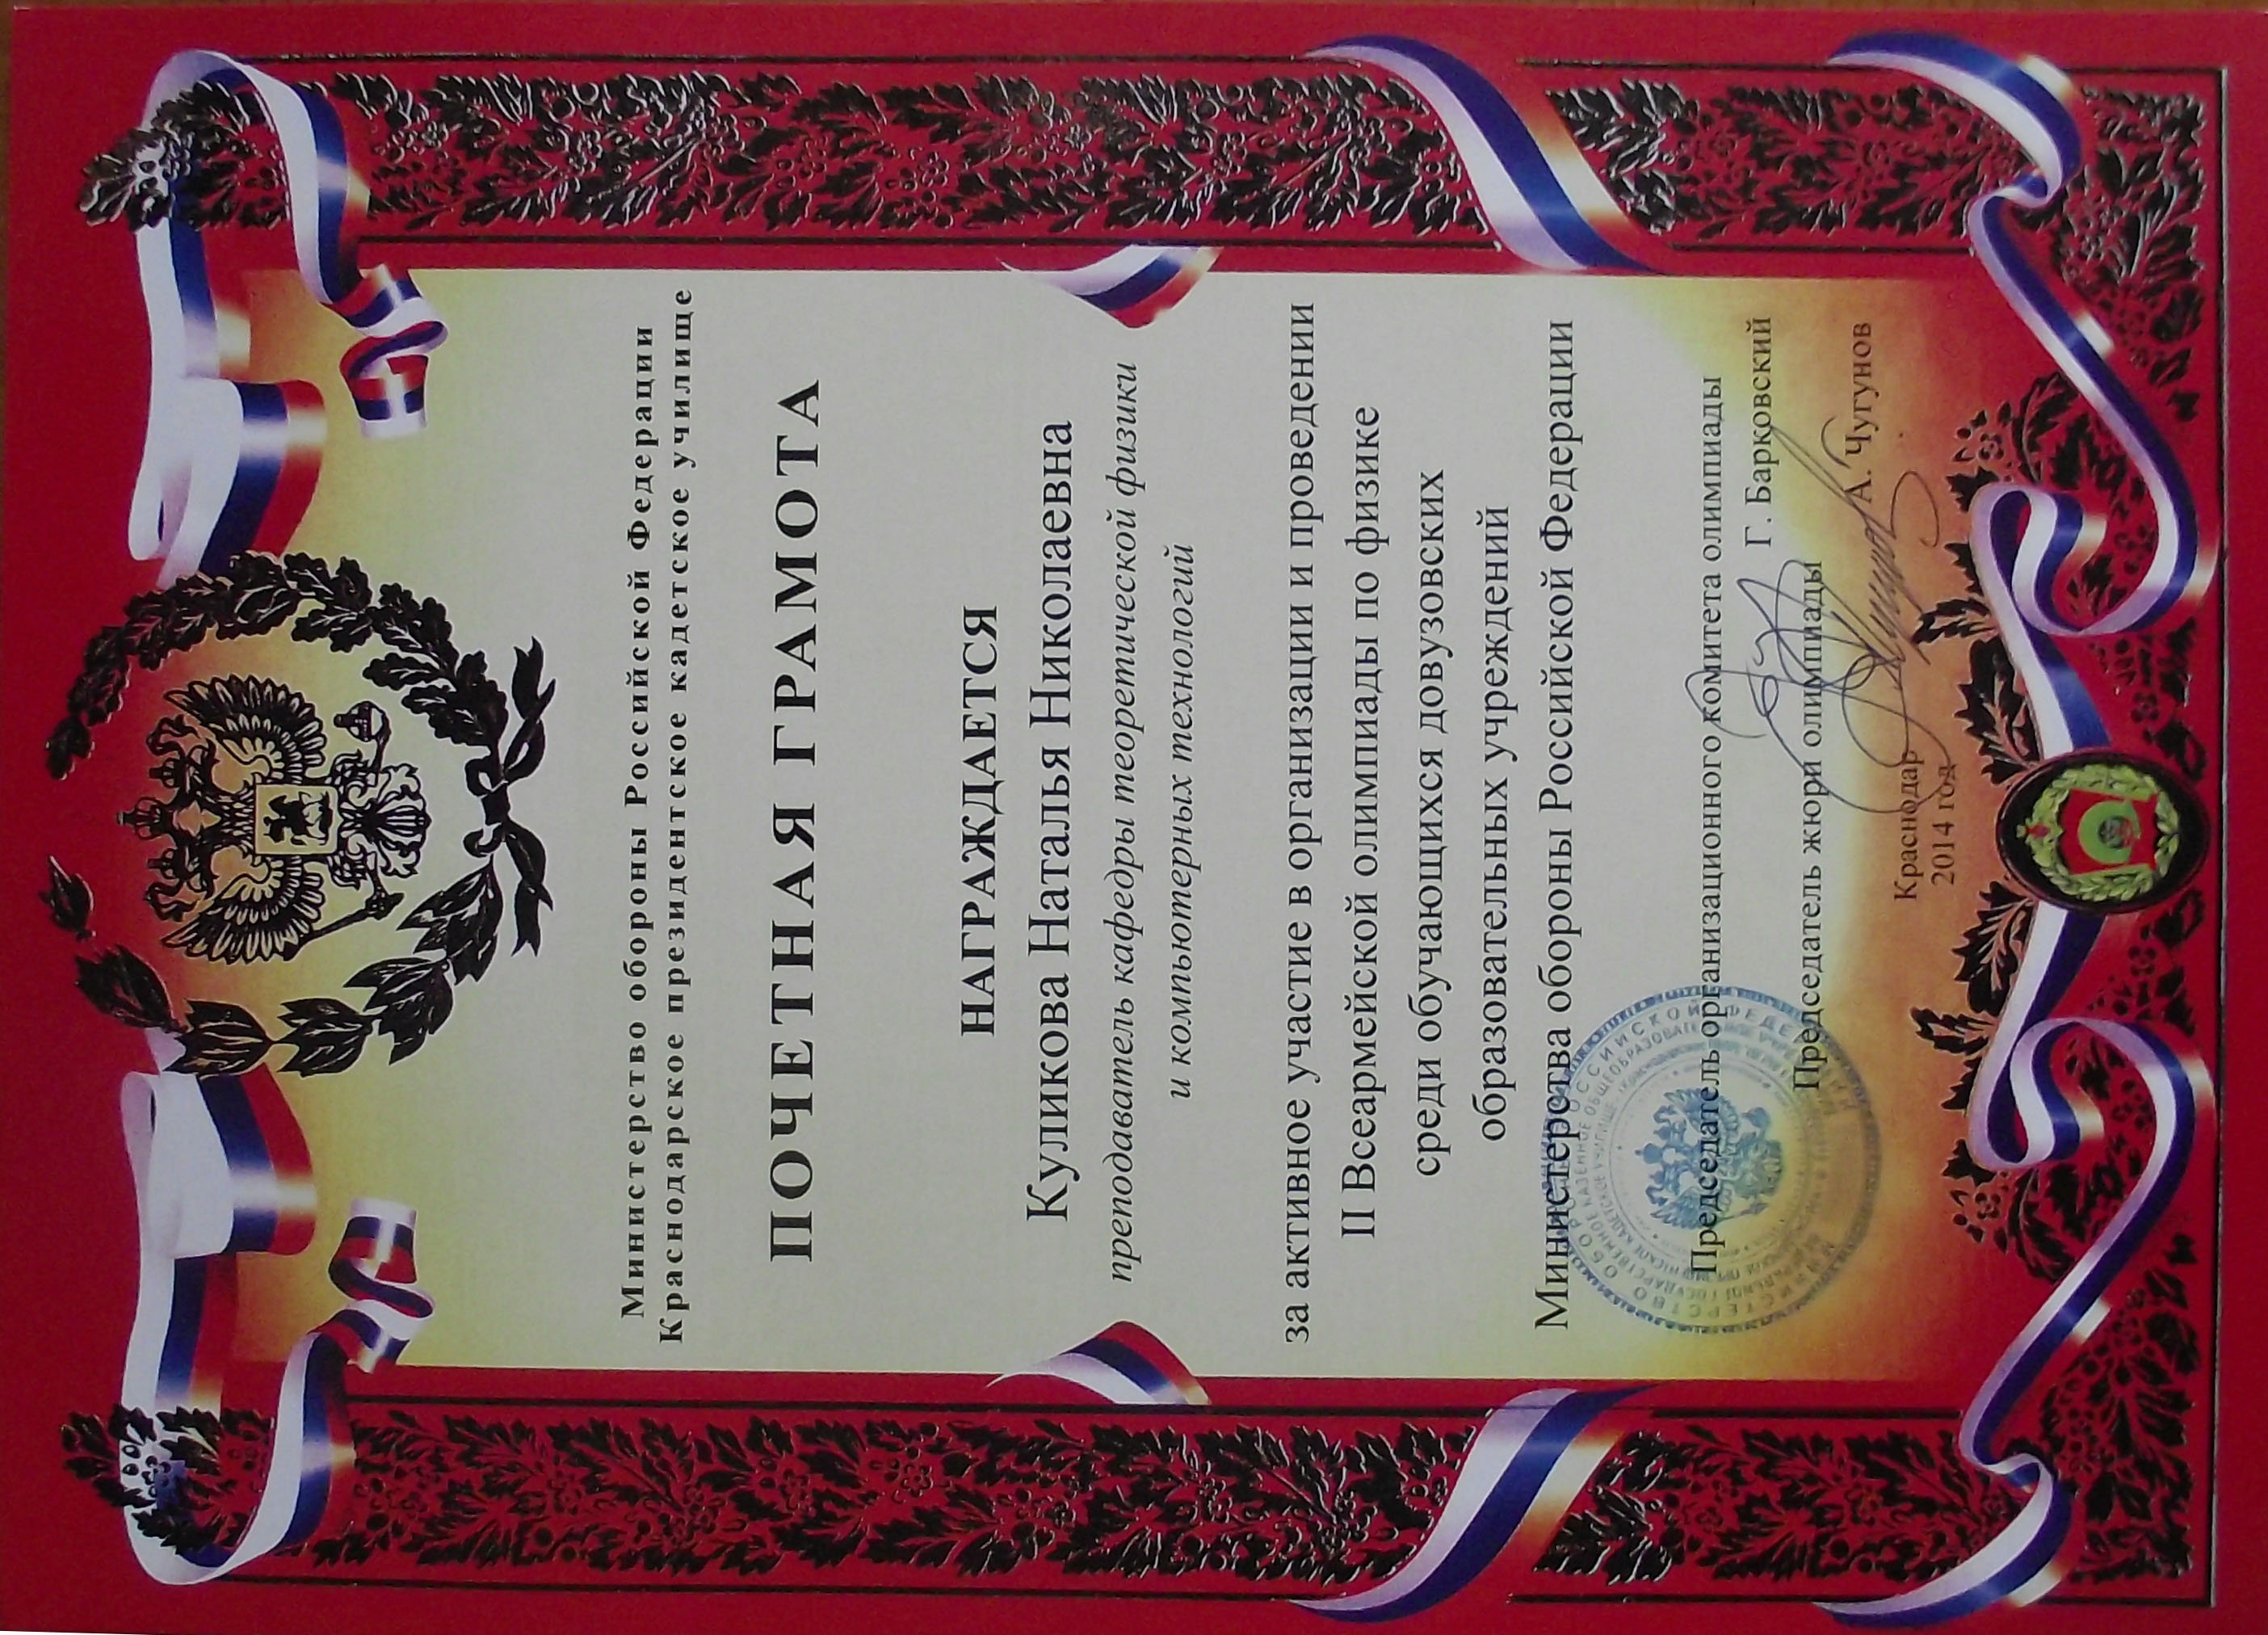 Министерство обороны Российской Федерации
Краснодарское президентское кадетское училище
ПОЧЕТНАЯ ГРАМОТА
НАГРАЖДАЕТСЯ
Куликова Наталья Николаевна
преподаватель кафедры теоретической физики
и компьютерных технологий
за активное участие в организации и проведении
II Всеармейской олимпиады по физике
среди обучающихся довузовских
образовательных учреждений
Министерства обороны Российской Федерации
Председатель организационного комитета олимпиады
Г. Барковский
Председатель жюри олимпиады
А. Чугунов
Краснодар
2014 год